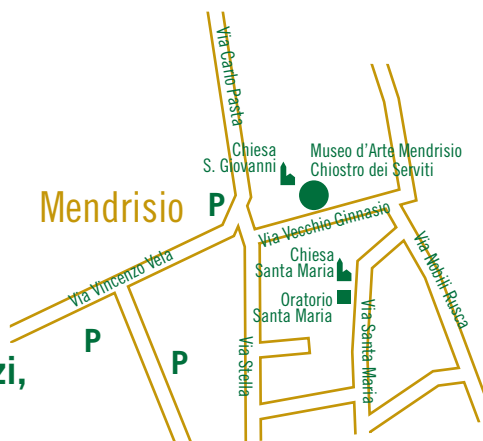 Via Carlo Pasta
Chiesa
S. Giovanni
Museo d'Arte Mendrisio
Chiostro dei Serviti
Mendrisio
P
Via Vecchio Ginnasio
Via Vincenzo Vela
Chiesa
Santa Maria
Oratorio
Santa Maria
Via Nobili Rusca
P
P
Via Stella
Via Santa Maria
zi,